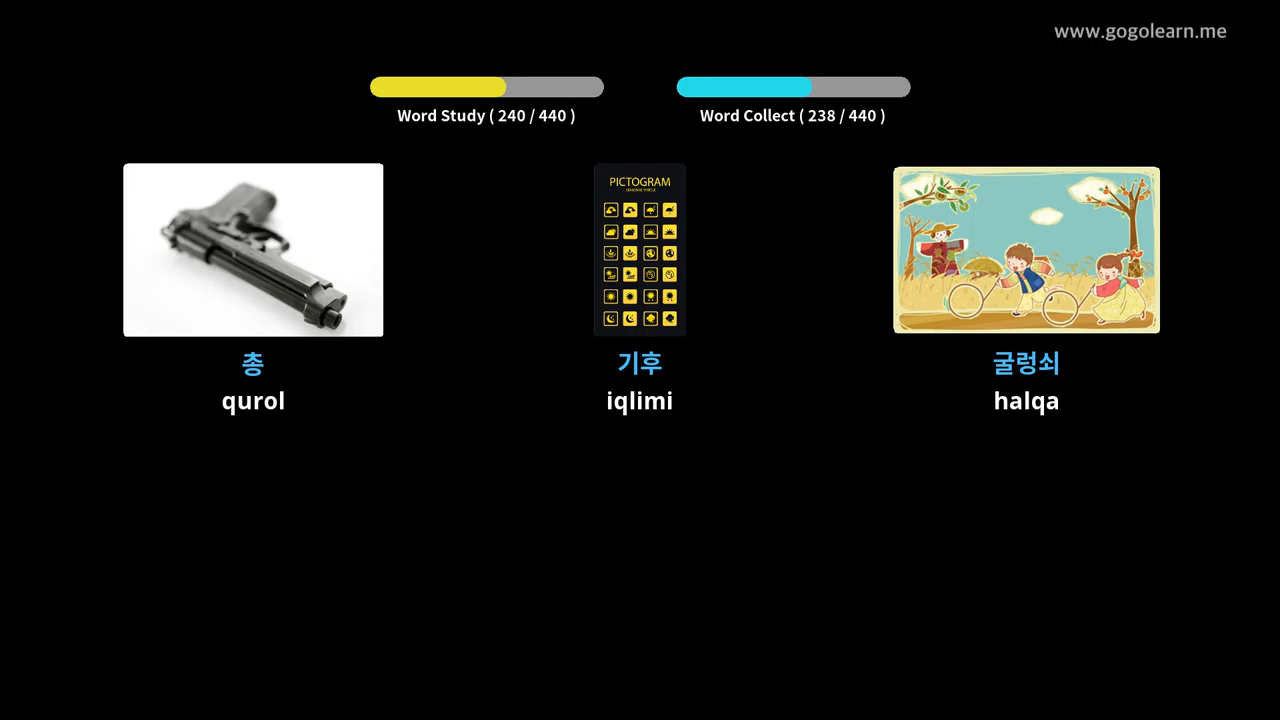 www.gogolearn.me
Word Study ( 240 / 440 )
Word Collect ( 238 / 440 )
PICTOGRAM
총
qurol
기후
iqlimi
굴렁쇠
halqa